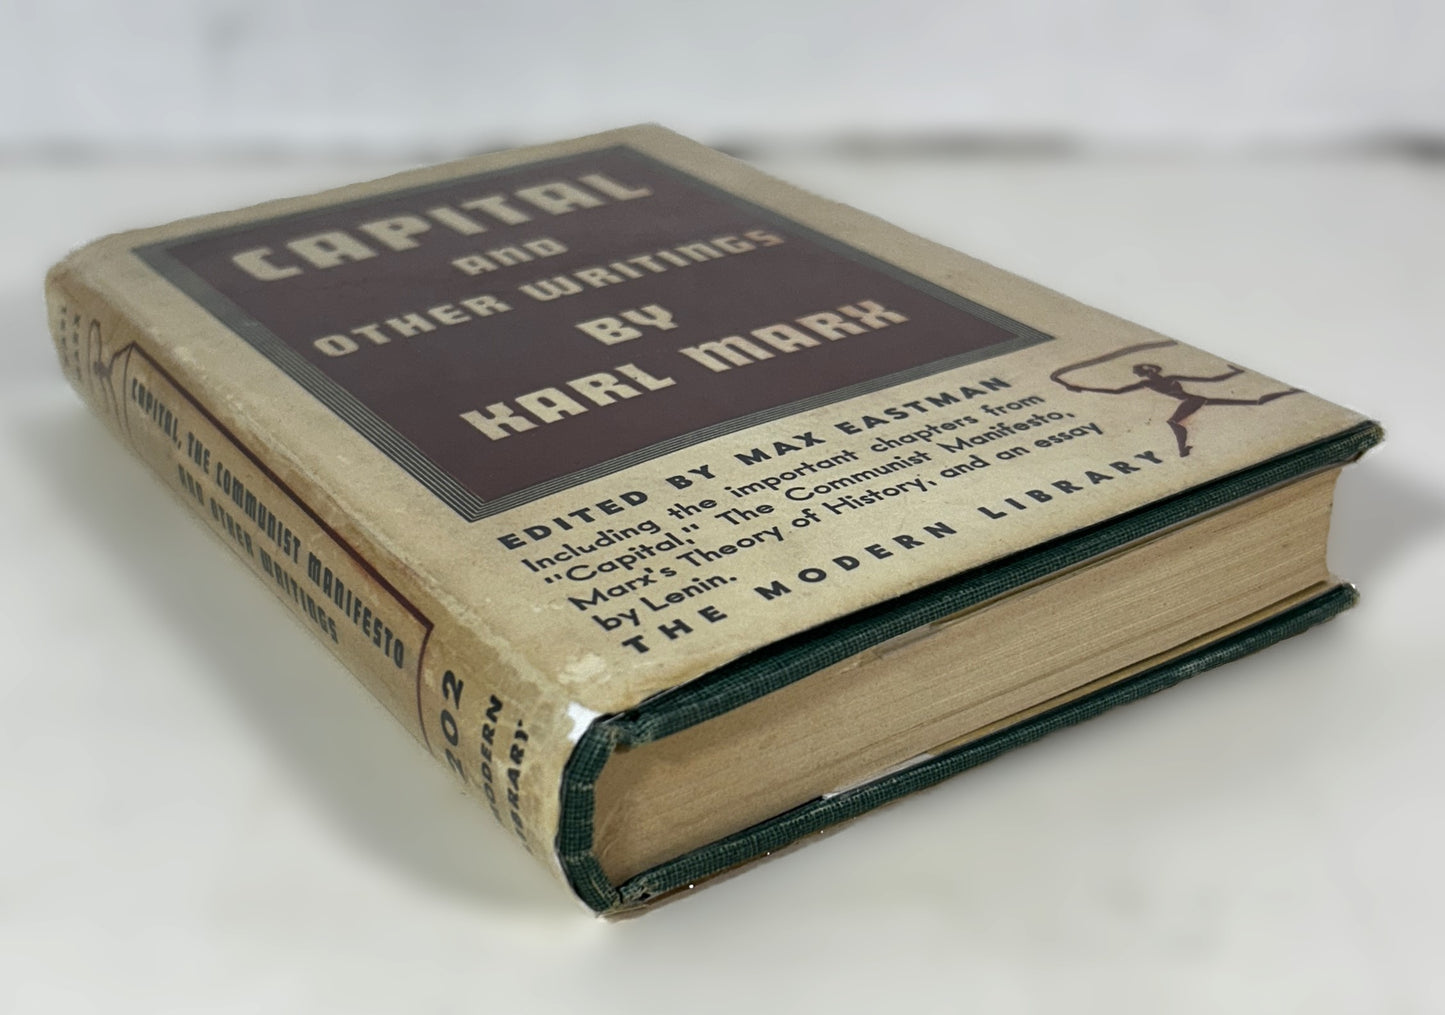 CAPITAL
AND
OTHER WRITINGS
BY
KARL MARX
EDITED BY MAX EASTMAN
Including the important chapters from
"Capital," The Communist Manifesto,
Marx's Theory of History, and an essay
by Lenin.
THE MODERN LIBRARY
KARL
MARX
CAPITAL, THE COMMUNIST MANIFESTO
AND OTHER WRITINGS
202
MODERN
LIBRARY